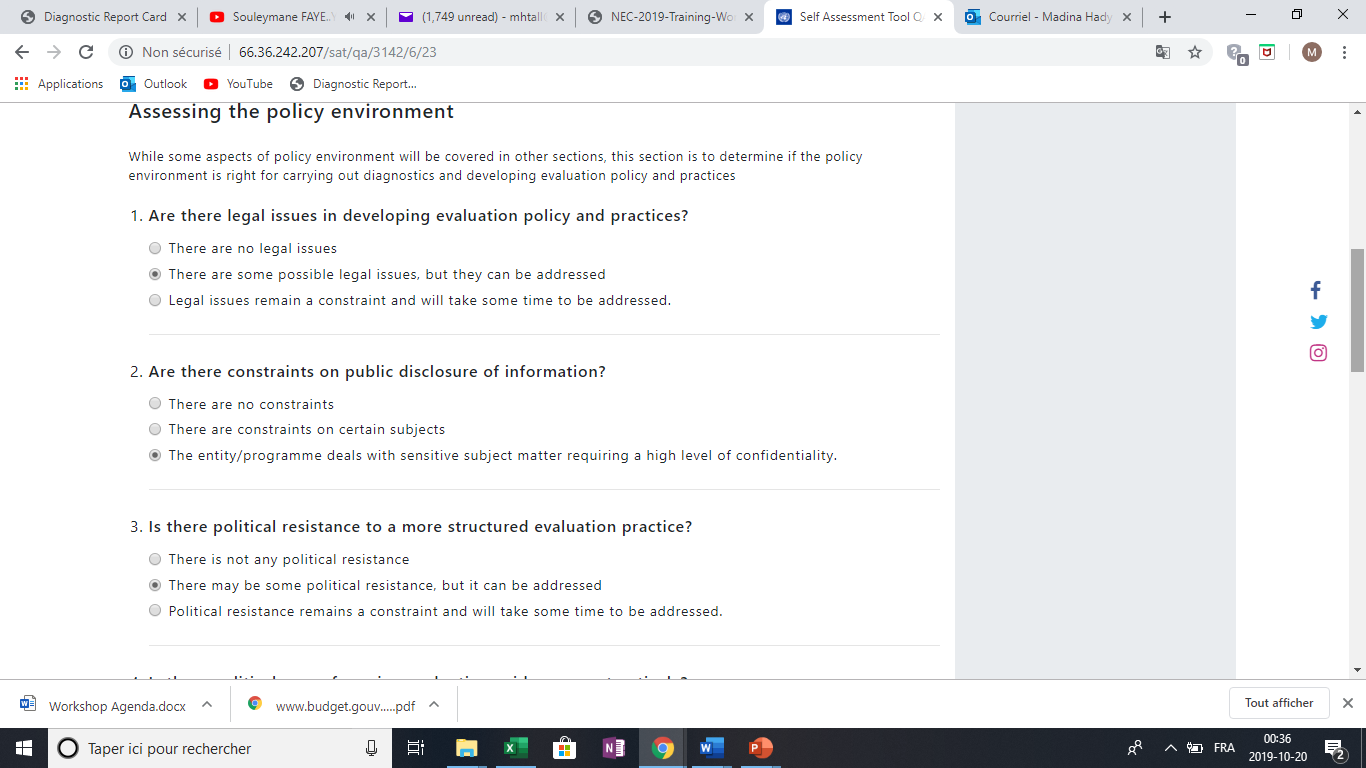 Diagnostic Report Card
Souleymane FAYE..
(1,749 unread) - mhtall
NEC-2019-Training-Wo
Self Assessment Tool Q
Courriel - Madina Hady
Non sécurisé | 66.36.242.207/sat/qa/3142/6/23
0
M
Applications
Outlook
YouTube
Diagnostic Report...
Assessing the policy environment
While some aspects of policy environment will be covered in other sections, this section is to determine if the policy
environment is right for carrying out diagnostics and developing evaluation policy and practices
1. Are there legal issues in developing evaluation policy and practices?
There are no legal issues
There are some possible legal issues, but they can be addressed
Legal issues remain a constraint and will take some time to be addressed.
2. Are there constraints on public disclosure of information?
There are no constraints
There are constraints on certain subjects
The entity/programme deals with sensitive subject matter requiring a high level of confidentiality.
3. Is there political resistance to a more structured evaluation practice?
There is not any political resistance
There may be some political resistance, but it can be addressed
Political resistance remains a constraint and will take some time to be addressed.
Workshop Agenda.docx
www.budget.gouv.....pdf
Tout afficher
Taper ici pour rechercher
FRA
00:36
2019-10-20
2